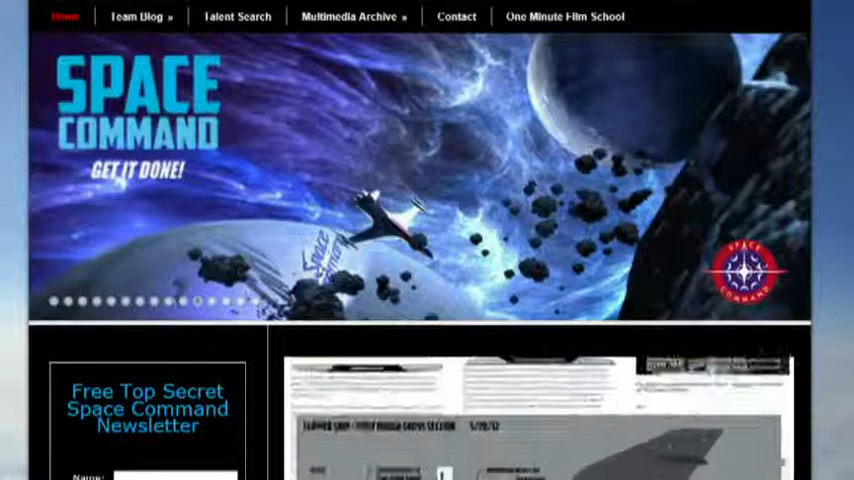 Home
Team Blog »
Talent Search
Multimedia Archive »
Contact
One Minute Film School
SPACE
COMMAND
GET IT DONE!
SPACE
COMMAND
Free Top Secret
Space Command
Newsletter
Name: